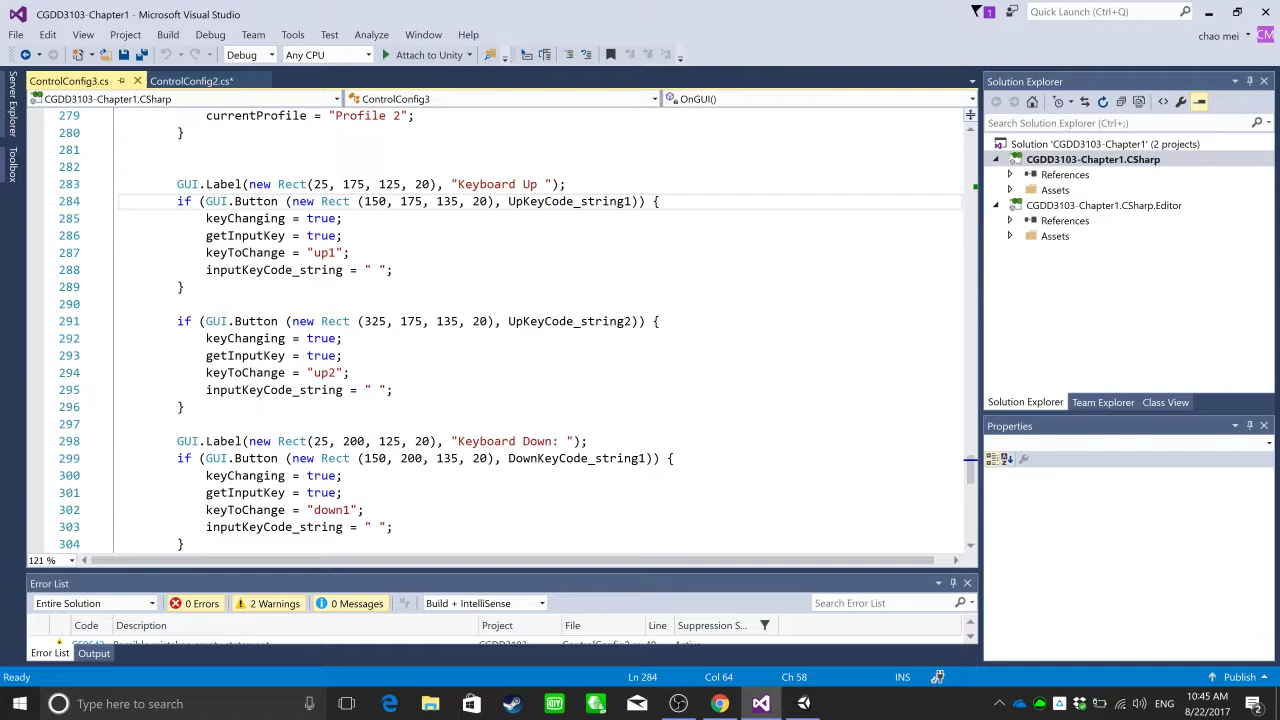 CGDD3103-Chapter1 - Microsoft Visual Studio
1
Quick Launch (Ctrl+Q)
File Edit View Project Build Debug Team Tools Test Analyze Window Help
chao mei CM
Debug Any CPU Attach to Unity
Server Explorer
Toolbox
ControlConfig3.cs ControlConfig2.cs*
CGDD3103-Chapter1.CSharp ControlConfig3 OnGUI()
279 currentProfile = "Profile 2";
280 }
281
282
283 GUI.Label(new Rect(25, 175, 125, 20), "Keyboard Up ");
284 if (GUI.Button (new Rect (150, 175, 135, 20), UpKeyCode_string1)) {
285 keyChanging = true;
286 getInputKey = true;
287 keyToChange = "up1";
288 inputKeyCode_string = " ";
289 }
290
291 if (GUI.Button (new Rect (325, 175, 135, 20), UpKeyCode_string2)) {
292 keyChanging = true;
293 getInputKey = true;
294 keyToChange = "up2";
295 inputKeyCode_string = " ";
296 }
297
298 GUI.Label(new Rect(25, 200, 125, 20), "Keyboard Down: ");
299 if (GUI.Button (new Rect (150, 200, 135, 20), DownKeyCode_string1)) {
300 keyChanging = true;
301 getInputKey = true;
302 keyToChange = "down1";
303 inputKeyCode_string = " ";
304 }
121 %
Solution Explorer
Search Solution Explorer (Ctrl+;)
Solution 'CGDD3103-Chapter1' (2 projects)
CGDD3103-Chapter1.CSharp
References
Assets
CGDD3103-Chapter1.CSharp.Editor
References
Assets
Solution Explorer Team Explorer Class View
Properties
Error List
Entire Solution 0 Errors 2 Warnings 0 Messages Build + IntelliSense Search Error List
Code Description Project File Line Suppression S...
Error List Output
Ready Ln 284 Col 64 Ch 58 INS Publish
Type here to search
DIY
ENG
10:45 AM
8/22/2017